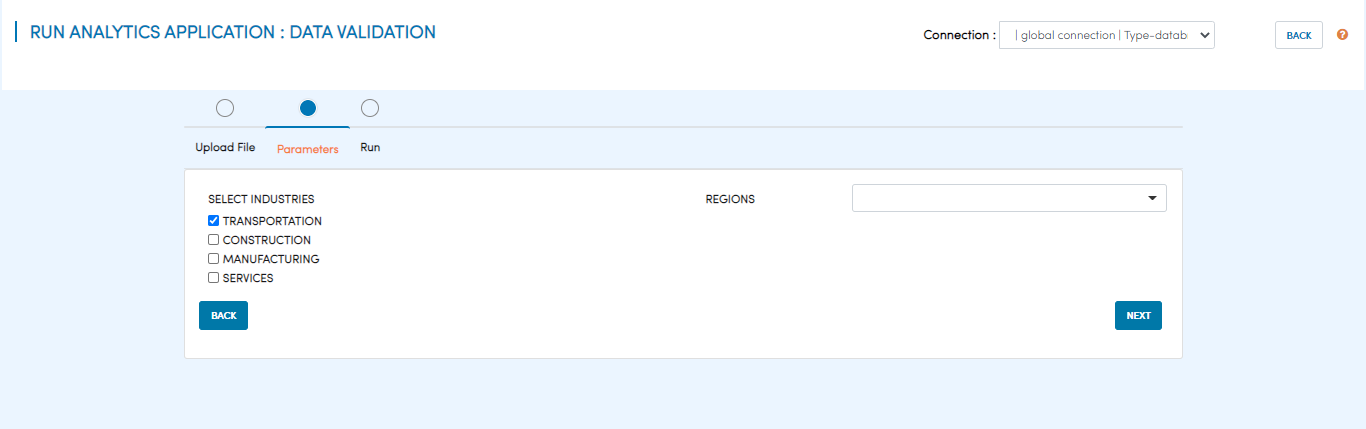 RUN ANALYTICS APPLICATION : DATA VALIDATION
Connection : | global connection | Type-datab
BACK
?
Upload File
Parameters
Run
SELECT INDUSTRIES
REGIONS
TRANSPORTATION
CONSTRUCTION
MANUFACTURING
SERVICES
BACK
NEXT